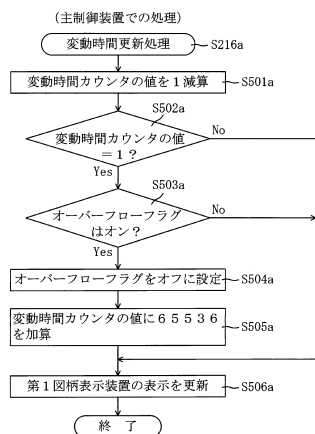 （主制御装置での処理）
変動時間更新処理
S216a
変動時間カウンタの値を１減算
S501a
S502a
変動時間カウンタの値
＝１？
No
Yes
S503a
オーバーフローフラグ
はオン？
No
Yes
オーバーフローフラグをオフに設定
S504a
変動時間カウンタの値に６５５３６
を加算
S505a
第１図柄表示装置の表示を更新
S506a
終 了